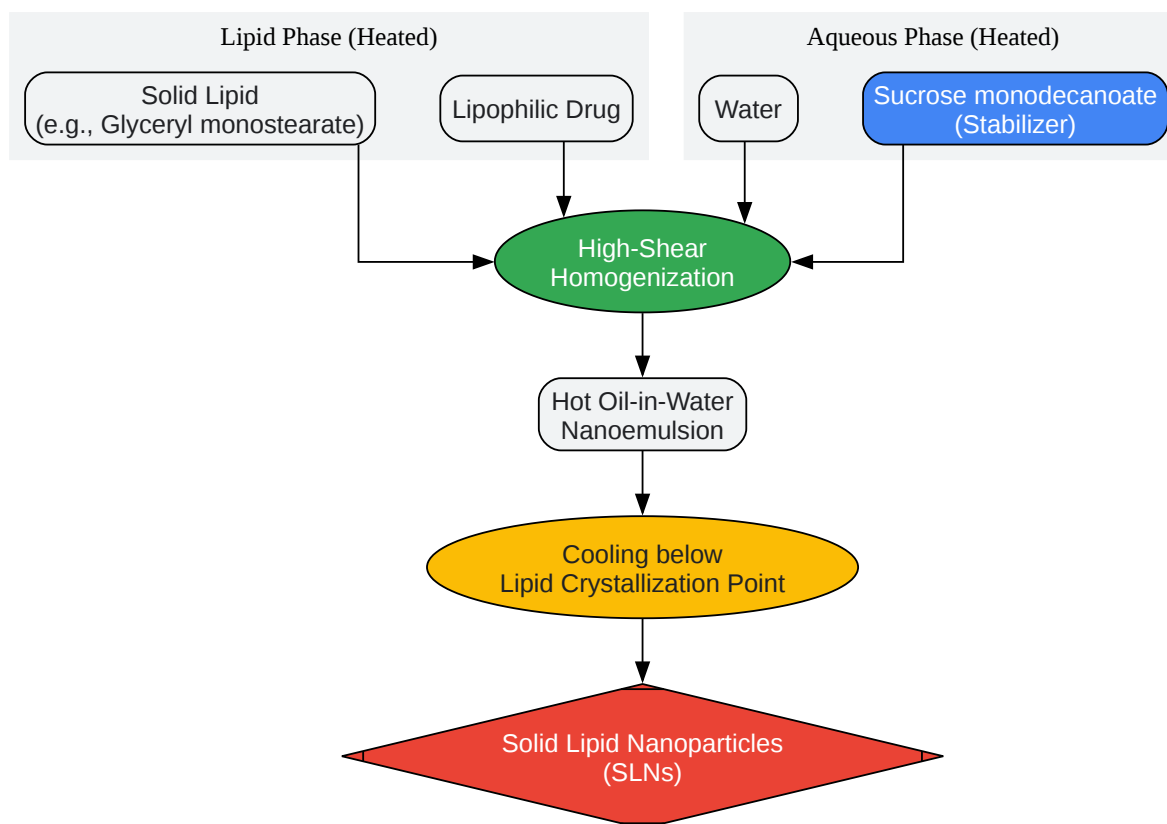 Lipid Phase (Heated)
Aqueous Phase (Heated)
Solid Lipid
(e.g., Glyceryl monostearate)
Lipophilic Drug
Water
Sucrose monodecanoate
(Stabilizer)
High-Shear
Homogenization
Hot Oil-in-Water
Nanoemulsion
Cooling below
Lipid Crystallization Point
Solid Lipid Nanoparticles
(SLNs)